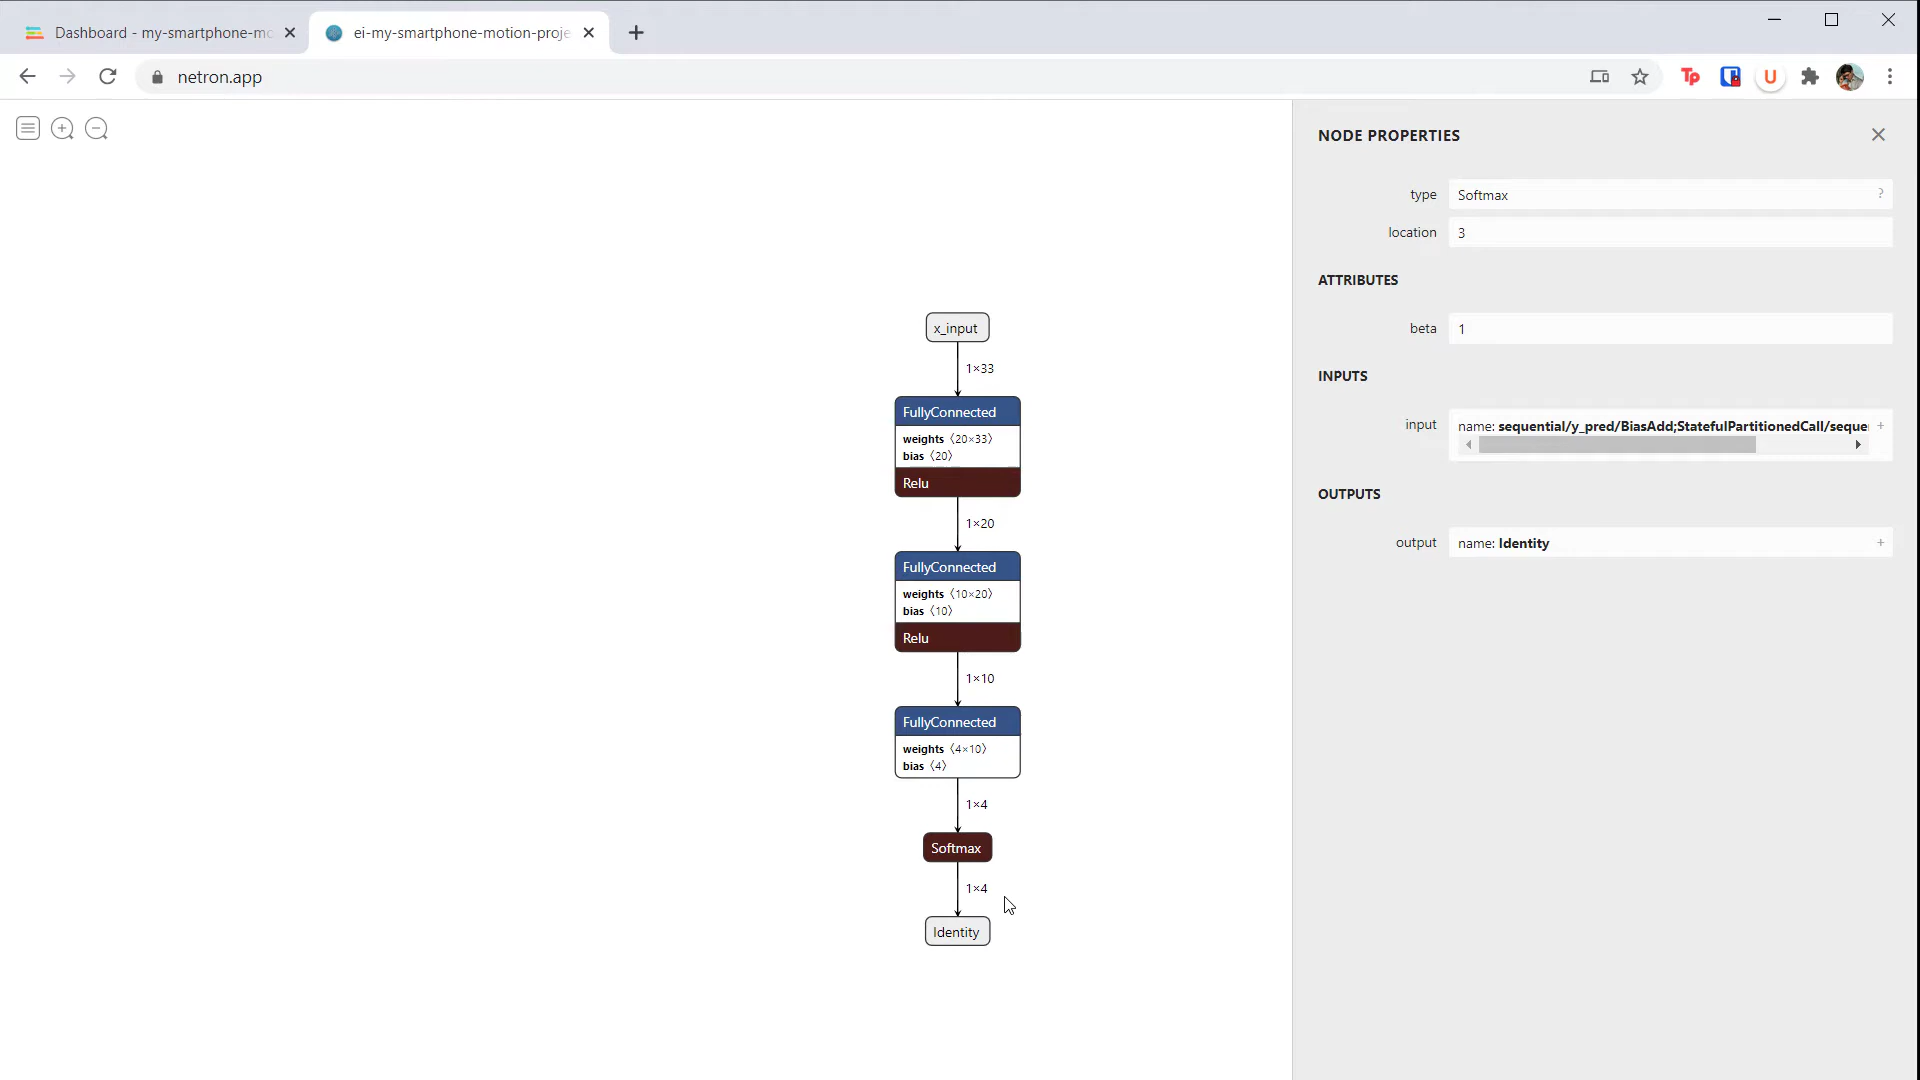 Dashboard - my-smartphone-mo
ei-my-smartphone-motion-proje
netron.app
Tp
U
NODE PROPERTIES
type
Softmax
?
location
3
ATTRIBUTES
beta
1
INPUTS
input
name: sequential/y_pred/BiasAdd;StatefulPartitionedCall/seque
+
OUTPUTS
output
name: Identity
+
x_input
1×33
FullyConnected
weights 〈20×33〉
bias 〈20〉
Relu
1×20
FullyConnected
weights 〈10×20〉
bias 〈10〉
Relu
1×10
FullyConnected
weights 〈4×10〉
bias 〈4〉
1×4
Softmax
1×4
Identity